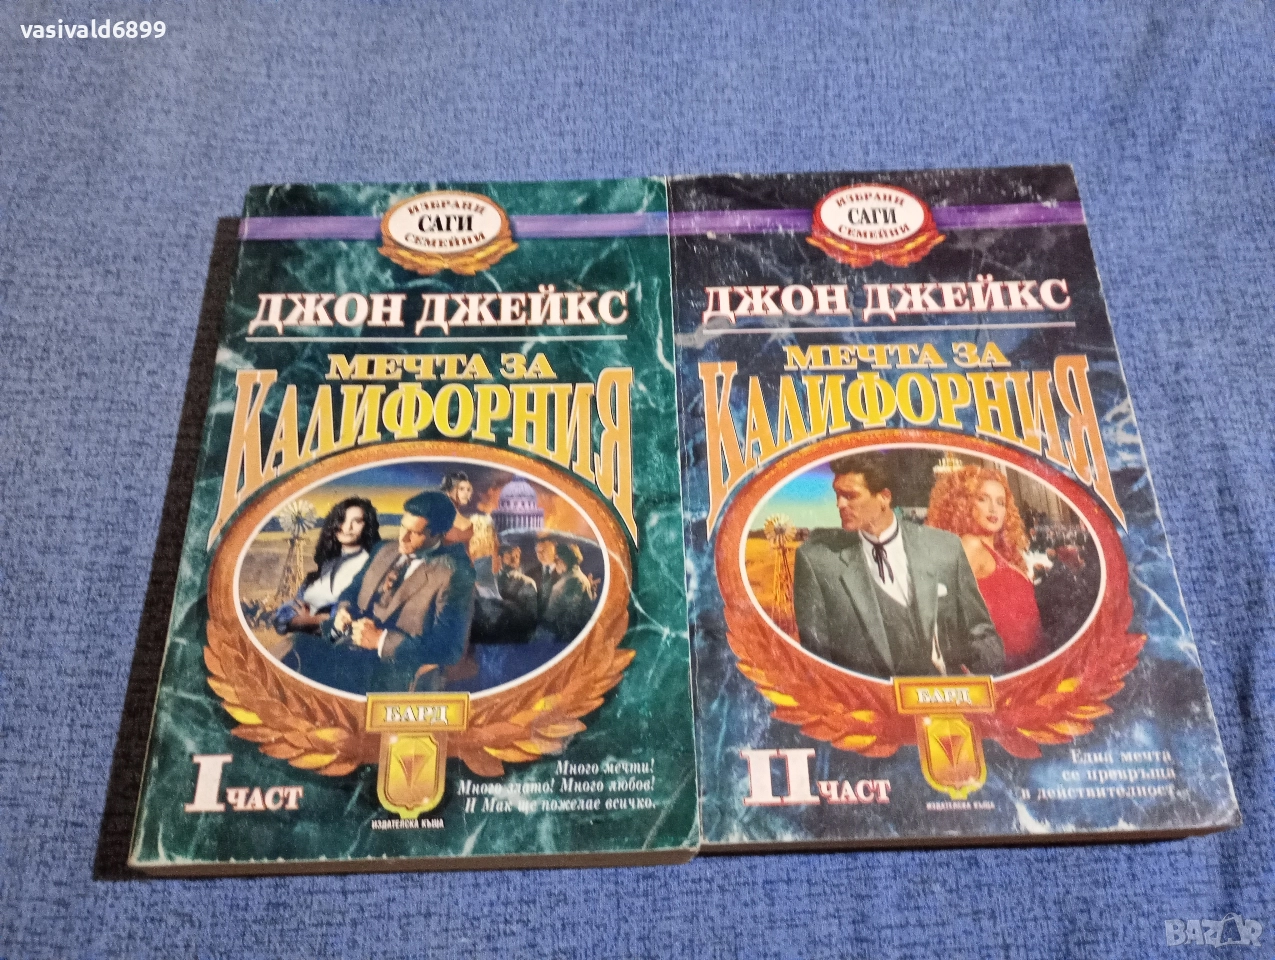 vasivald6899
ИЗБРАНИ
САГИ
СЕМЕЙНИ
ДЖОН ДЖЕЙКС
МЕЧТА ЗА
КАЛИФОРНИЯ
БАРД
I ЧАСТ
Много мечти!
Много злато! Много любов!
И Мак ще пожелае всичко.
ИЗДАТЕЛСКА КЪЩА
ИЗБРАНИ
САГИ
СЕМЕЙНИ
ДЖОН ДЖЕЙКС
МЕЧТА ЗА
КАЛИФОРНИЯ
БАРД
II ЧАСТ
Една мечта
се превръща
в действителност...
ИЗДАТЕЛСКА КЪЩА
BAZAR